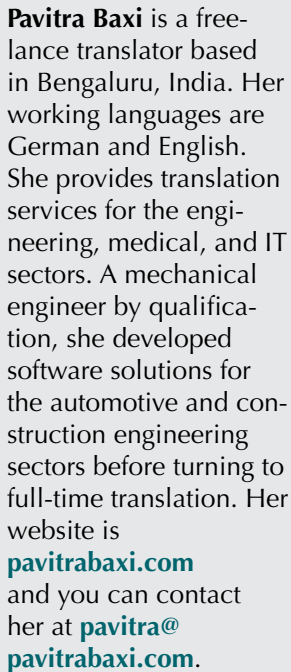 Pavitra Baxi is a free-
lance translator based
in Bengaluru, India. Her
working languages are
German and English.
She provides translation
services for the engi-
neering, medical, and IT
sectors. A mechanical
engineer by qualifica-
tion, she developed
software solutions for
the automotive and con-
struction engineering
sectors before turning to
full-time translation. Her
website is
pavitrabaxi.com
and you can contact
her at pavitra@
pavitrabaxi.com.